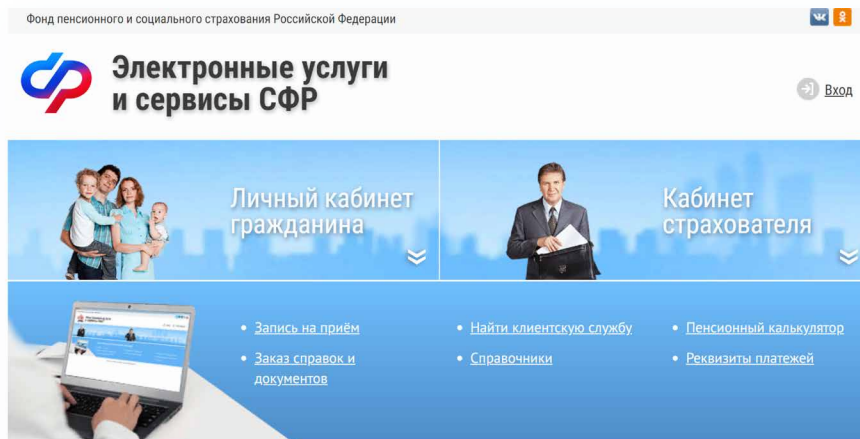 Фонд пенсионного и социального страхования Российской Федерации
Электронные услуги
и сервисы СФР
Вход
Личный кабинет
гражданина
Кабинет
страхователя
Запись на приём
Найти клиентскую службу
Пенсионный калькулятор
Заказ справок и
документов
Справочники
Реквизиты платежей